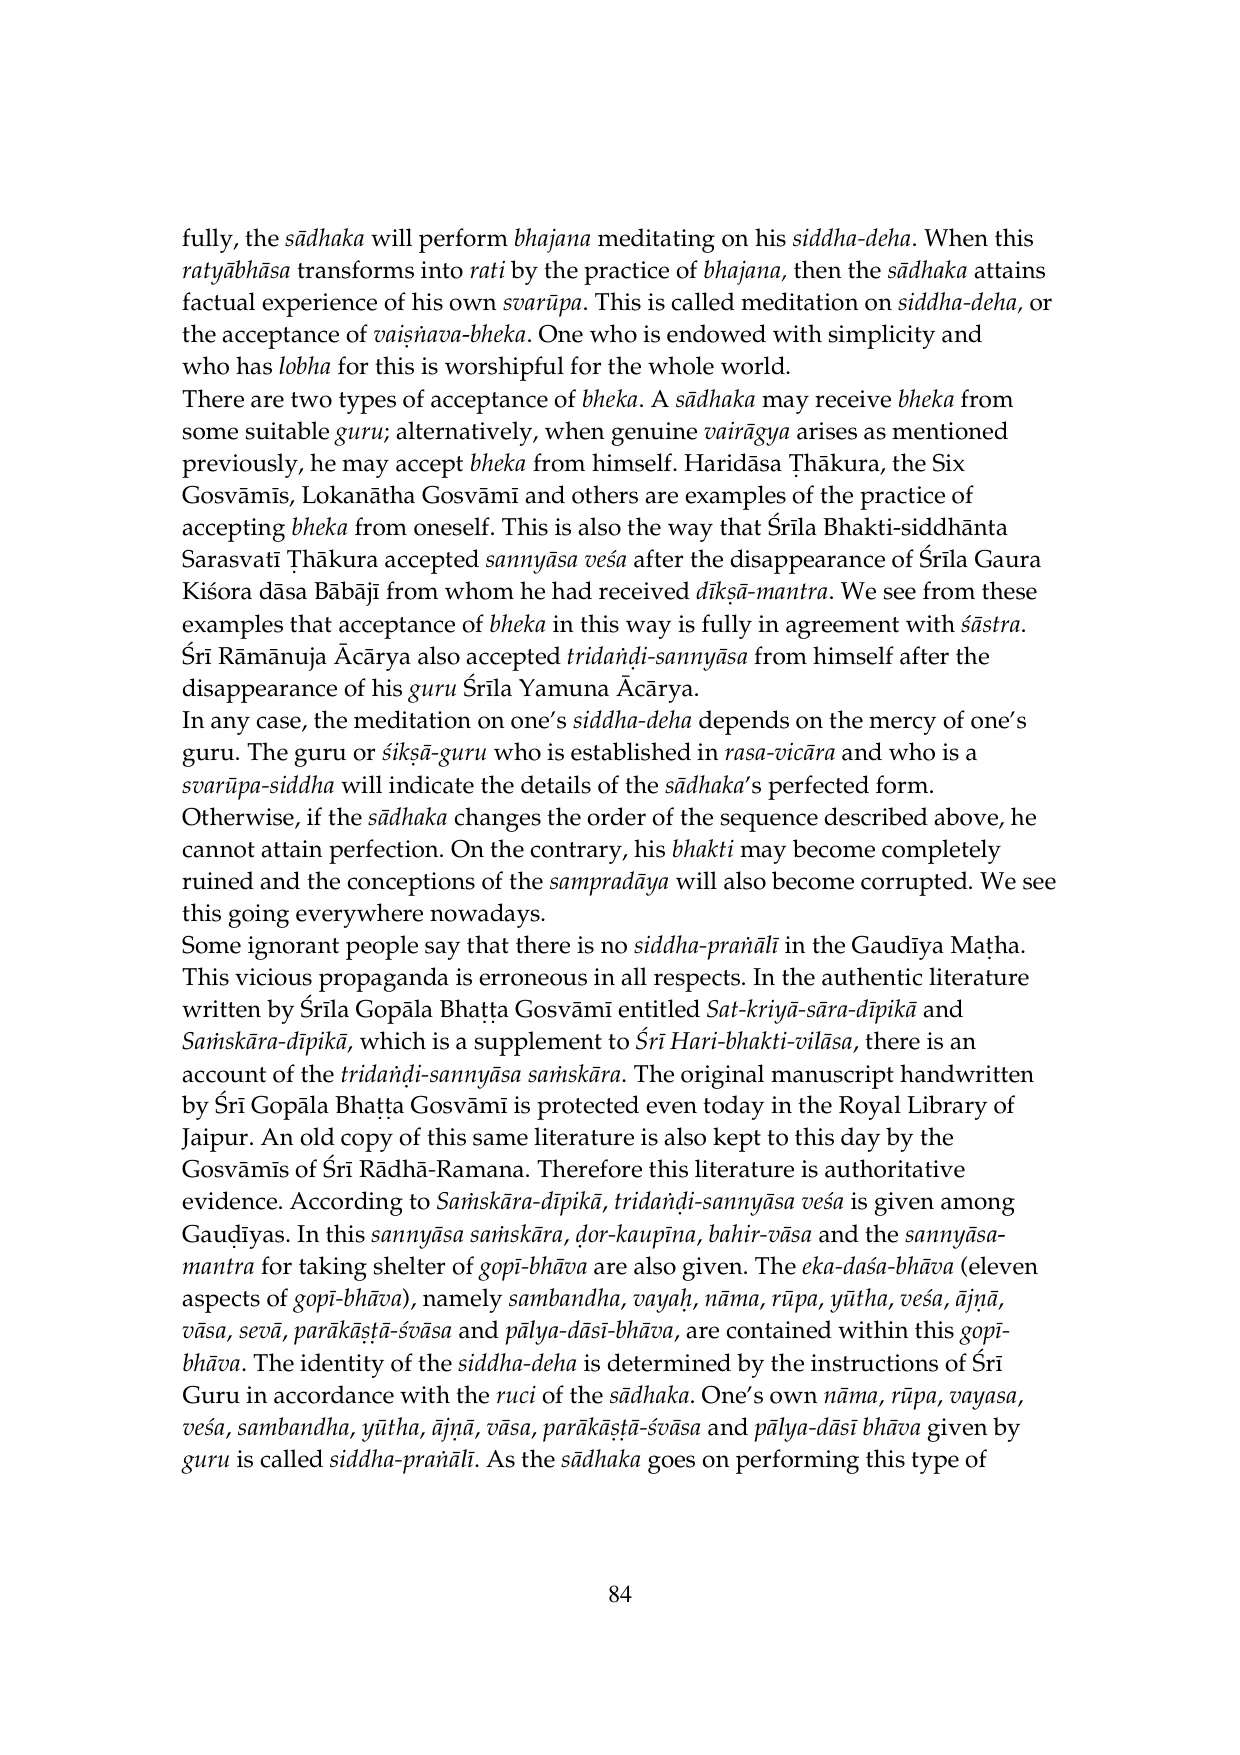 fully, the sādhaka will perform bhajana meditating on his siddha-deha. When this
ratyābhāsa transforms into rati by the practice of bhajana, then the sādhaka attains
factual experience of his own svarūpa. This is called meditation on siddha-deha, or
the acceptance of vaiṣṅava-bheka. One who is endowed with simplicity and
who has lobha for this is worshipful for the whole world.
There are two types of acceptance of bheka. A sādhaka may receive bheka from
some suitable guru; alternatively, when genuine vairāgya arises as mentioned
previously, he may accept bheka from himself. Haridāsa Ṭhākura, the Six
Gosvāmīs, Lokanātha Gosvāmī and others are examples of the practice of
accepting bheka from oneself. This is also the way that Śrīla Bhakti-siddhānta
Sarasvatī Ṭhākura accepted sannyāsa veśa after the disappearance of Śrīla Gaura
Kiśora dāsa Bābājī from whom he had received dīkṣā-mantra. We see from these
examples that acceptance of bheka in this way is fully in agreement with śāstra.
Śrī Rāmānuja Ācārya also accepted tridaṅḍi-sannyāsa from himself after the
disappearance of his guru Śrīla Yamuna Ācārya.
In any case, the meditation on one’s siddha-deha depends on the mercy of one’s
guru. The guru or śikṣā-guru who is established in rasa-vicāra and who is a
svarūpa-siddha will indicate the details of the sādhaka’s perfected form.
Otherwise, if the sādhaka changes the order of the sequence described above, he
cannot attain perfection. On the contrary, his bhakti may become completely
ruined and the conceptions of the sampradāya will also become corrupted. We see
this going everywhere nowadays.
Some ignorant people say that there is no siddha-praṅālī in the Gaudīya Maṭha.
This vicious propaganda is erroneous in all respects. In the authentic literature
written by Śrīla Gopāla Bhaṭṭa Gosvāmī entitled Sat-kriyā-sāra-dīpikā and
Saṁskāra-dīpikā, which is a supplement to Śrī Hari-bhakti-vilāsa, there is an
account of the tridaṅḍi-sannyāsa saṁskāra. The original manuscript handwritten
by Śrī Gopāla Bhaṭṭa Gosvāmī is protected even today in the Royal Library of
Jaipur. An old copy of this same literature is also kept to this day by the
Gosvāmīs of Śrī Rādhā-Ramana. Therefore this literature is authoritative
evidence. According to Saṁskāra-dīpikā, tridaṅḍi-sannyāsa veśa is given among
Gauḍīyas. In this sannyāsa saṁskāra, ḍor-kaupīna, bahir-vāsa and the sannyāsa-
mantra for taking shelter of gopī-bhāva are also given. The eka-daśa-bhāva (eleven
aspects of gopī-bhāva), namely sambandha, vayaḥ, nāma, rūpa, yūtha, veśa, ājṇā,
vāsa, sevā, parākāṣṭā-śvāsa and pālya-dāsī-bhāva, are contained within this gopī-
bhāva. The identity of the siddha-deha is determined by the instructions of Śrī
Guru in accordance with the ruci of the sādhaka. One’s own nāma, rūpa, vayasa,
veśa, sambandha, yūtha, ājṇā, vāsa, parākāṣṭā-śvāsa and pālya-dāsī bhāva given by
guru is called siddha-praṅālī. As the sādhaka goes on performing this type of
84